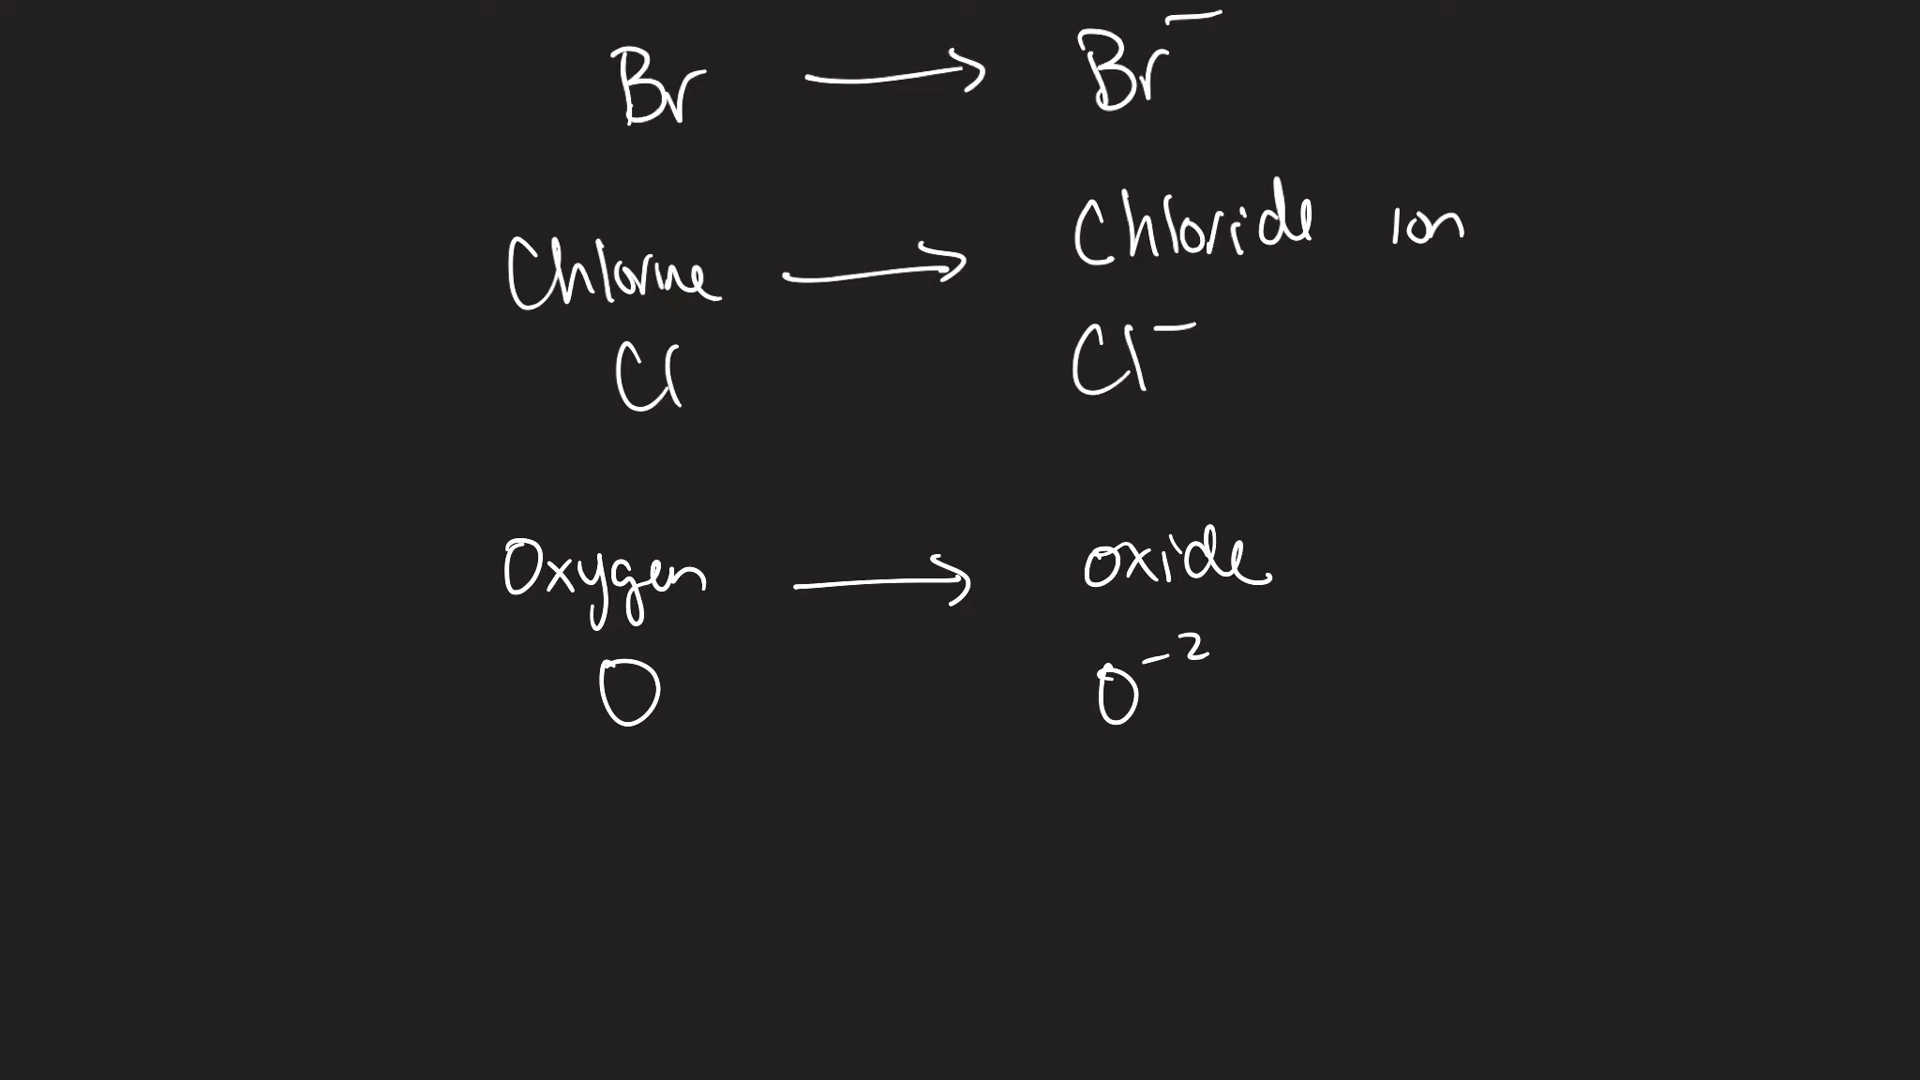 Br → Br⁻
Chlorine → Chloride ion
Cl Cl⁻
Oxygen → oxide
O O⁻²